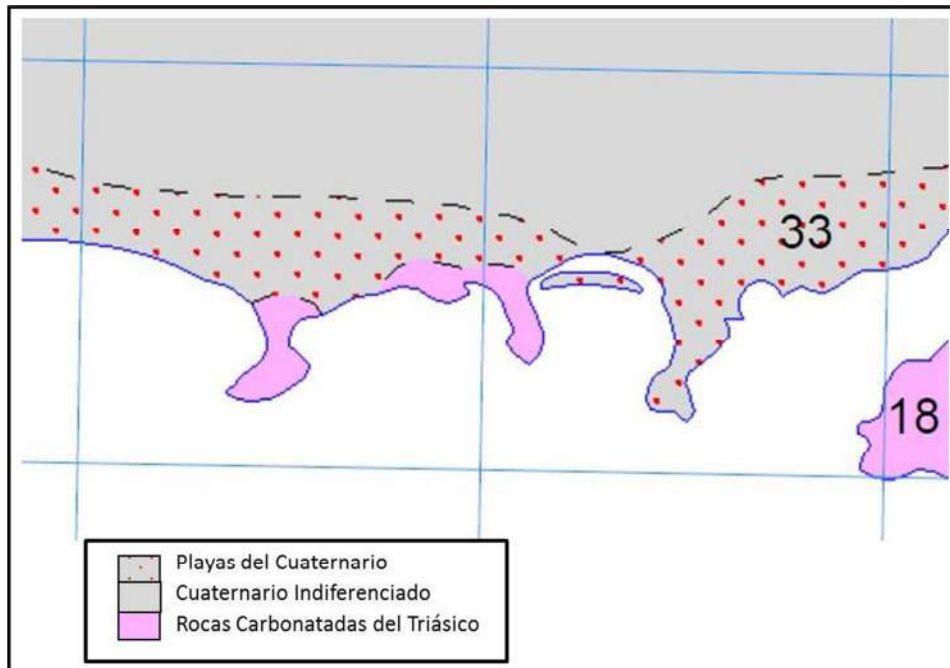 33
18
Playas del Cuaternario
Cuaternario Indiferenciado
Rocas Carbonatadas del Triásico